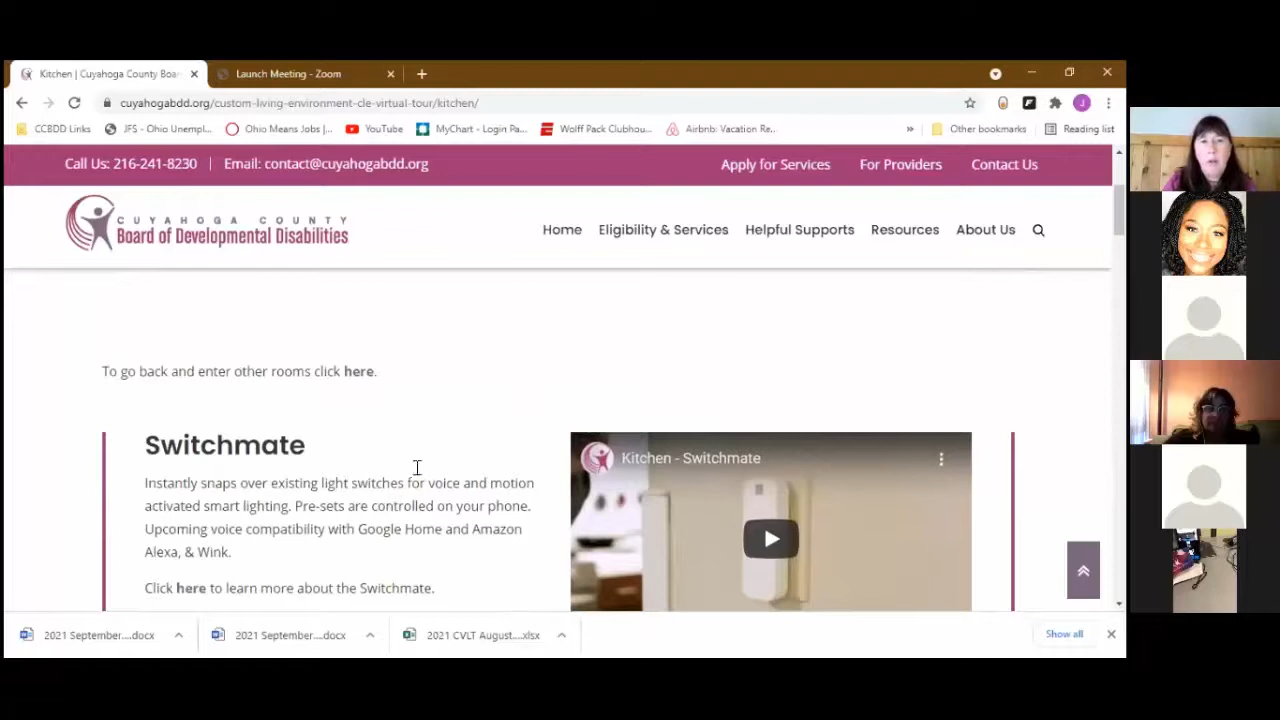 Kitchen | Cuyahoga County Boar
Launch Meeting - Zoom
cuyahogabdd.org/custom-living-environment-cle-virtual-tour/kitchen/
CCBDD Links
JFS - Ohio Unempl...
Ohio Means Jobs |...
YouTube
MyChart - Login Pa...
Wolff Pack Clubhou...
Airbnb: Vacation Re...
»
Other bookmarks
Reading list
Call Us: 216-241-8230 | Email: contact@cuyahogabdd.org
Apply for Services
For Providers
Contact Us
CUYAHOGA COUNTY
Board of Developmental Disabilities
Home
Eligibility & Services
Helpful Supports
Resources
About Us
To go back and enter other rooms click here.
Switchmate
Instantly snaps over existing light switches for voice and motion
activated smart lighting. Pre-sets are controlled on your phone.
Upcoming voice compatibility with Google Home and Amazon
Alexa, & Wink.
Click here to learn more about the Switchmate.
Kitchen - Switchmate
2021 September....docx
2021 September....docx
2021 CVLT August....xlsx
Show all